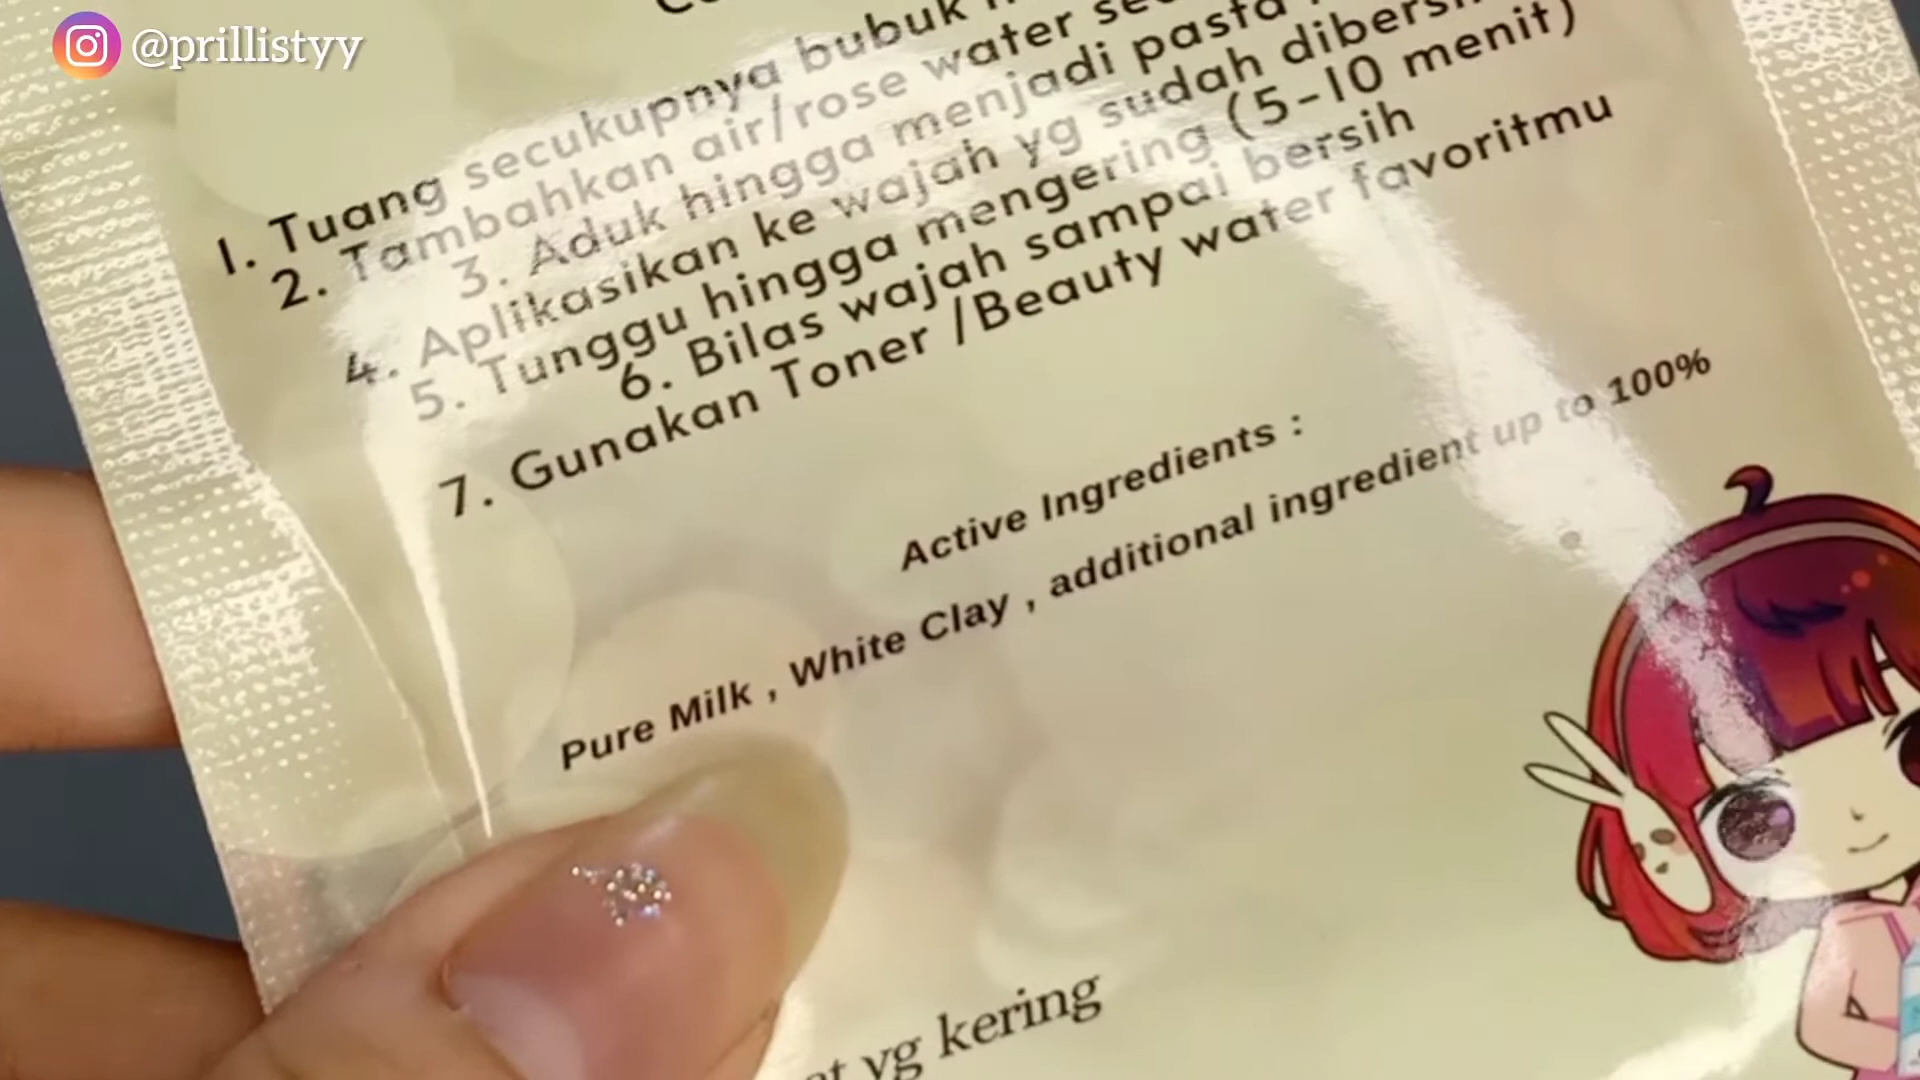 @prillistyy
1. Tuang secukupnya bubuk
2. Tambahkan air/rose water
3. Aduk hingga menjadi pasta
4. Aplikasikan ke wajah yg sudah
5. Tunggu hingga mengering (5-10 menit)
6. Bilas wajah sampai bersih
7. Gunakan Toner /Beauty water favoritmu
Active Ingredients :
Pure Milk , White Clay , additional ingredient up to 100%
yg kering